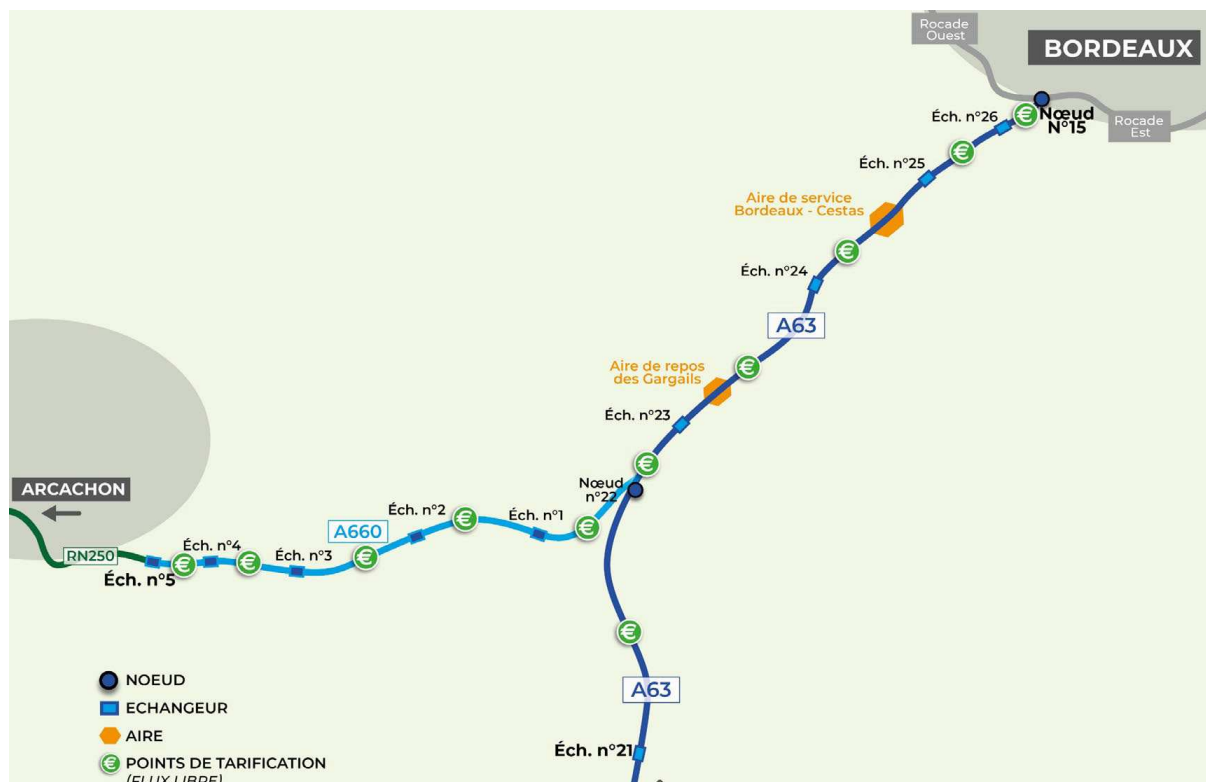 Rocade
Ouest
BORDEAUX
Éch. n°26
Nœud
N°15
Rocade
Est
Éch. n°25
Aire de service
Bordeaux - Cestas
€
€
€
Éch. n°24
A63
Aire de repos
des Gargails
€
Éch. n°23
€
Nœud
n°22
ARCACHON
Éch. n°2
€
Éch. n°1
€
A660
RN250
Éch. n°4
€
€
€
Éch. n°3
Éch. n°5
€
A63
Éch. n°21
NOEUD
ECHANGEUR
AIRE
€ POINTS DE TARIFICATION
(FLUX LIBRE)